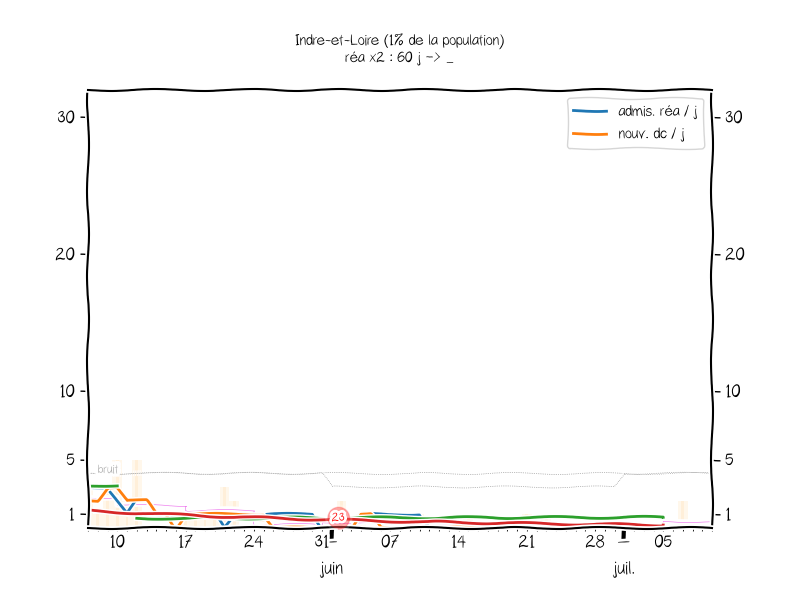 Indre-et-Loire (1% de la population)
réa x2 : 60 j -> _
admis. réa / j
nouv. dc / j
30 30
20 20
10 10
5 5
1 1
bruit
23
10 17 24 31 07 14 21 28 05
juin juil.